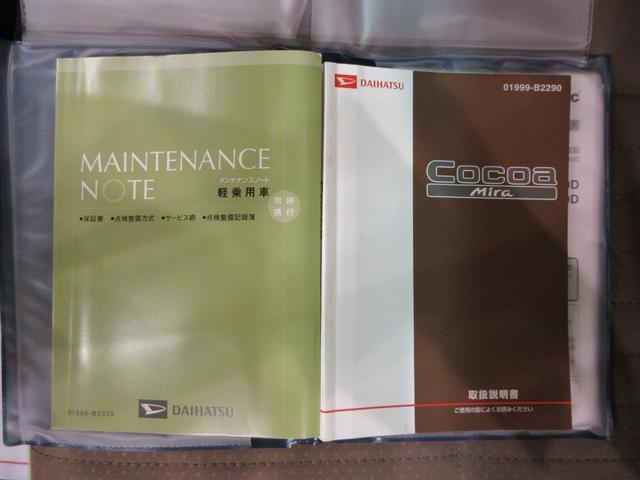 MAINTENANCE
NOTE
メンテナンスノート
軽乗用車
常時
携行
●保証書 ●点検整備方式 ●サービス網 ●点検整備記録簿
01999-B2025
DAIHATSU
DAIHATSU
01999-B2290
Cocoa
Mira
取扱説明書
ご使用の前によくお読みください